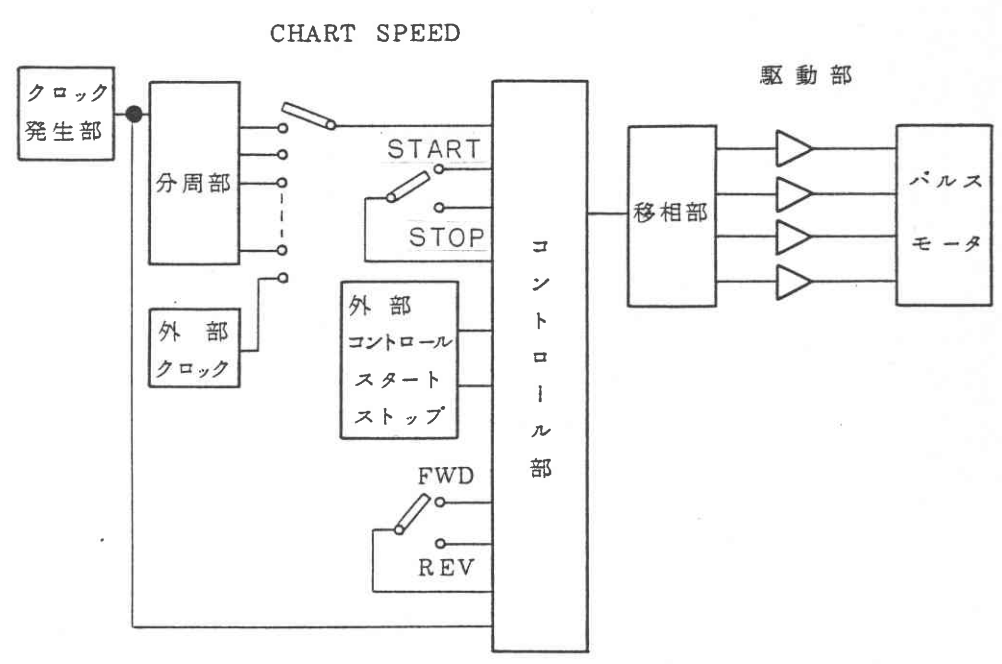 CHART SPEED
クロック
発生部
分周部
外部
クロック
START
STOP
外部
コントロール
スタート
ストップ
FWD
REV
コントロール部
移相部
駆動部
パルス
モータ